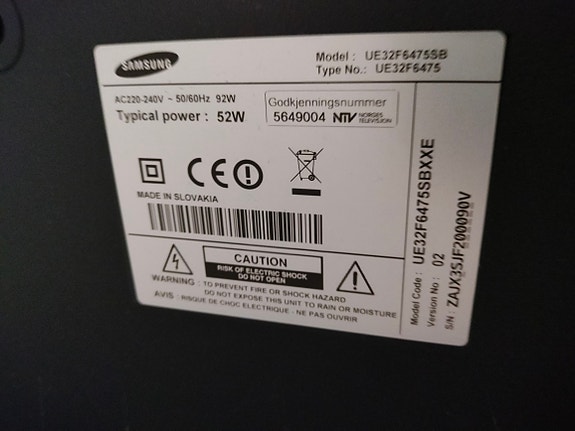 SAMSUNG
Model : UE32F6475SB
Type No.: UE32F6475
AC220-240V ~ 50/60Hz 92W
Typical power : 52W
Godkjenningsnummer
5649004 NTV NORGES TELEVISION
CE
MADE IN SLOVAKIA
CAUTION
RISK OF ELECTRIC SHOCK
DO NOT OPEN
WARNING : TO PREVENT FIRE OR SHOCK HAZARD
DO NOT EXPOSE THIS UNIT TO RAIN OR MOISTURE
AVIS : RISQUE DE CHOC ELECTRIQUE - NE PAS OUVRIR
Model Code : UE32F6475SBXXE
Version No : 02
S/N : ZAJX3SJF200090V